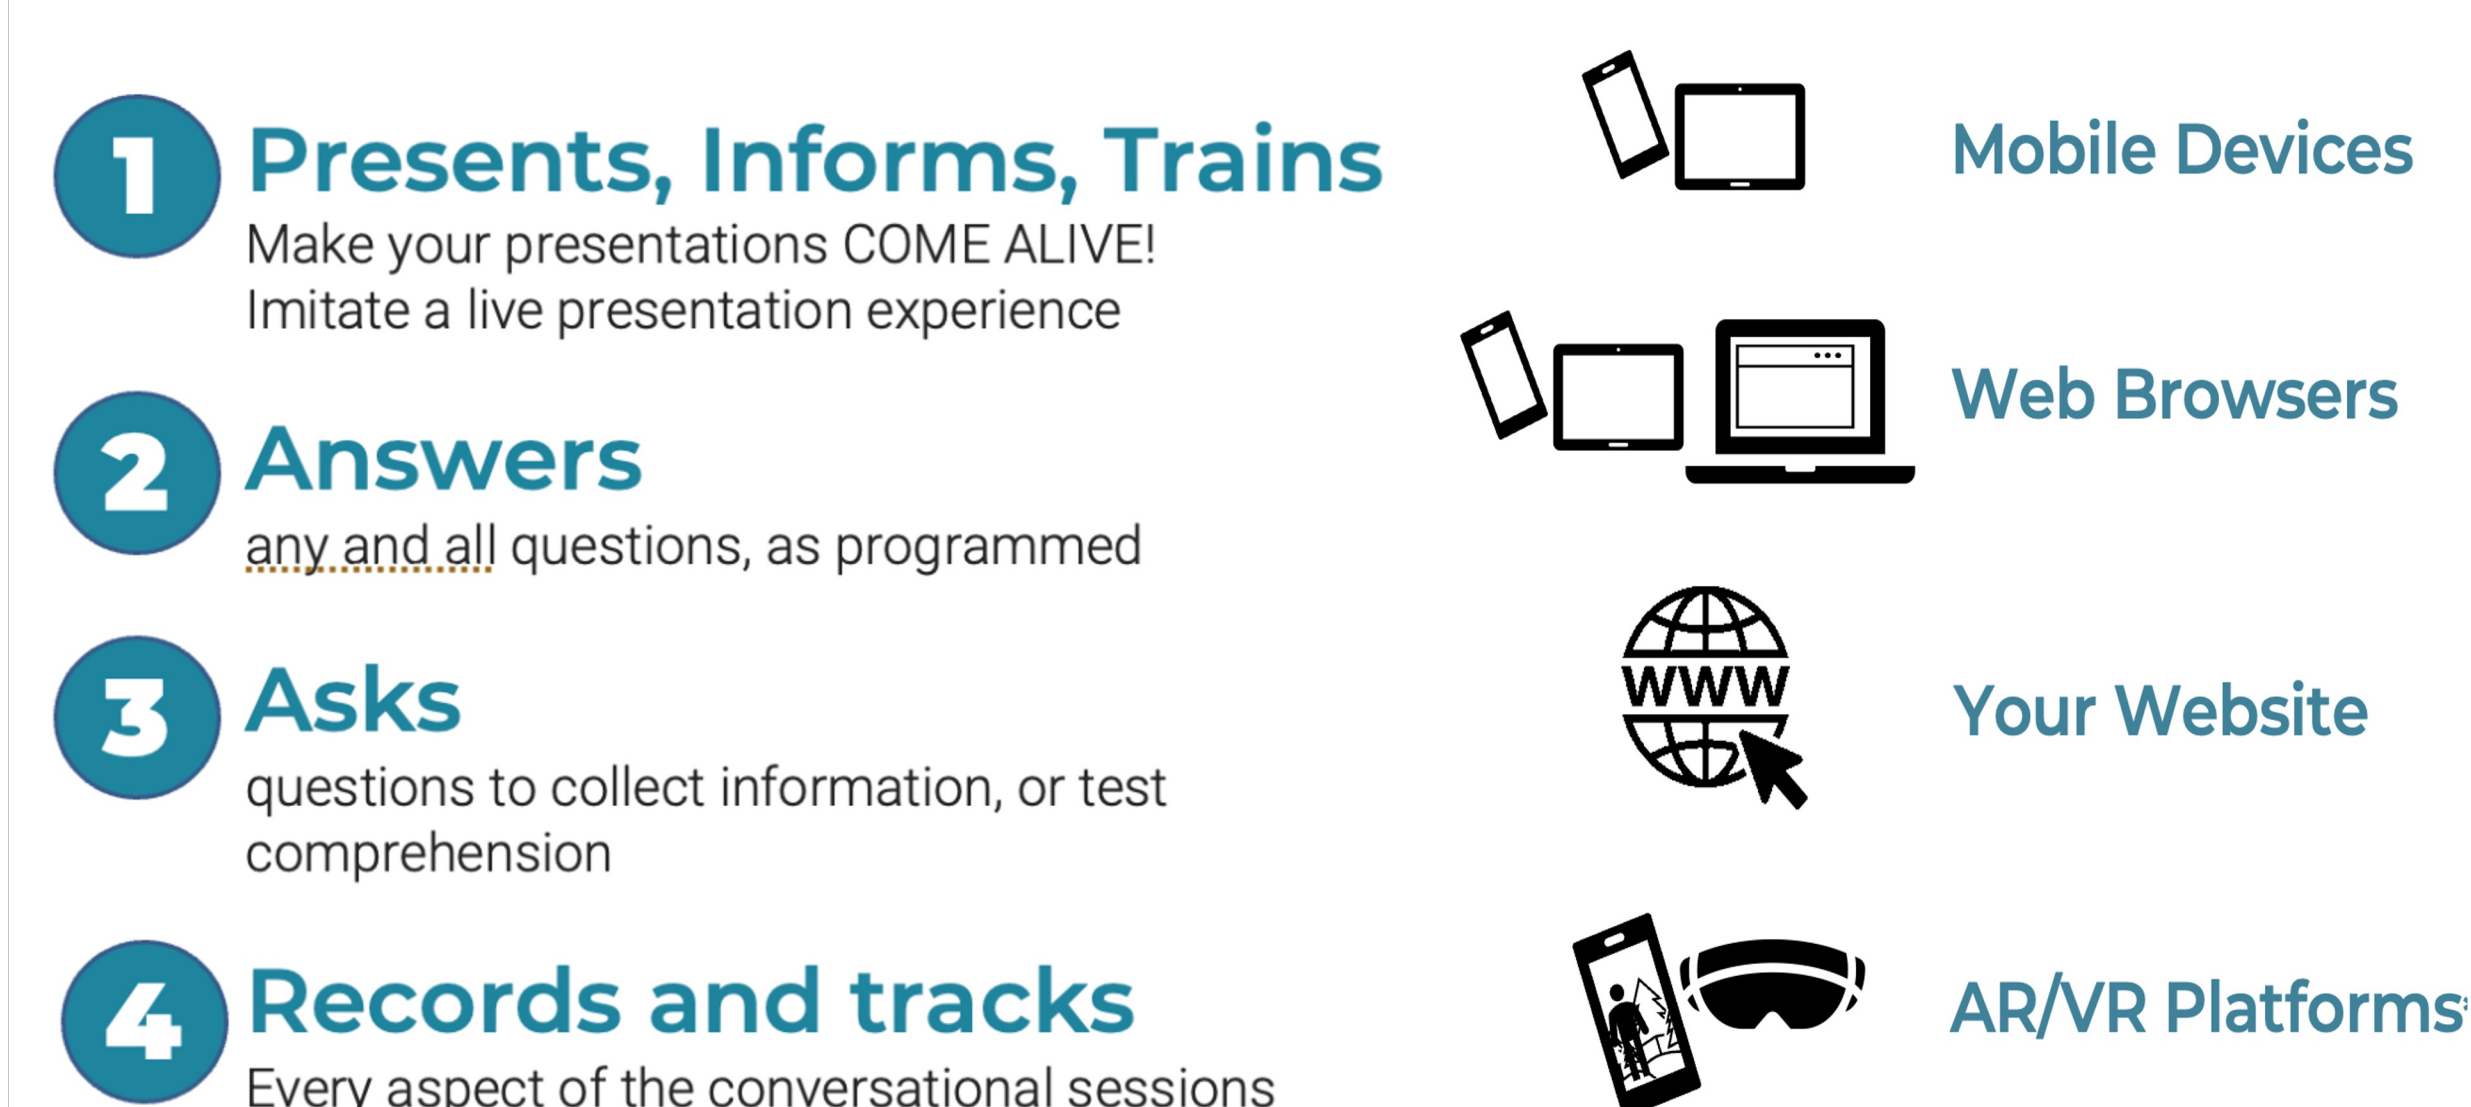 1
Presents, Informs, Trains
Make your presentations COME ALIVE!
Imitate a live presentation experience
2
Answers
any and all questions, as programmed
3
Asks
questions to collect information, or test
comprehension
4
Records and tracks
Every aspect of the conversational sessions
Mobile Devices
Web Browsers
www
Your Website
AR/VR Platforms*